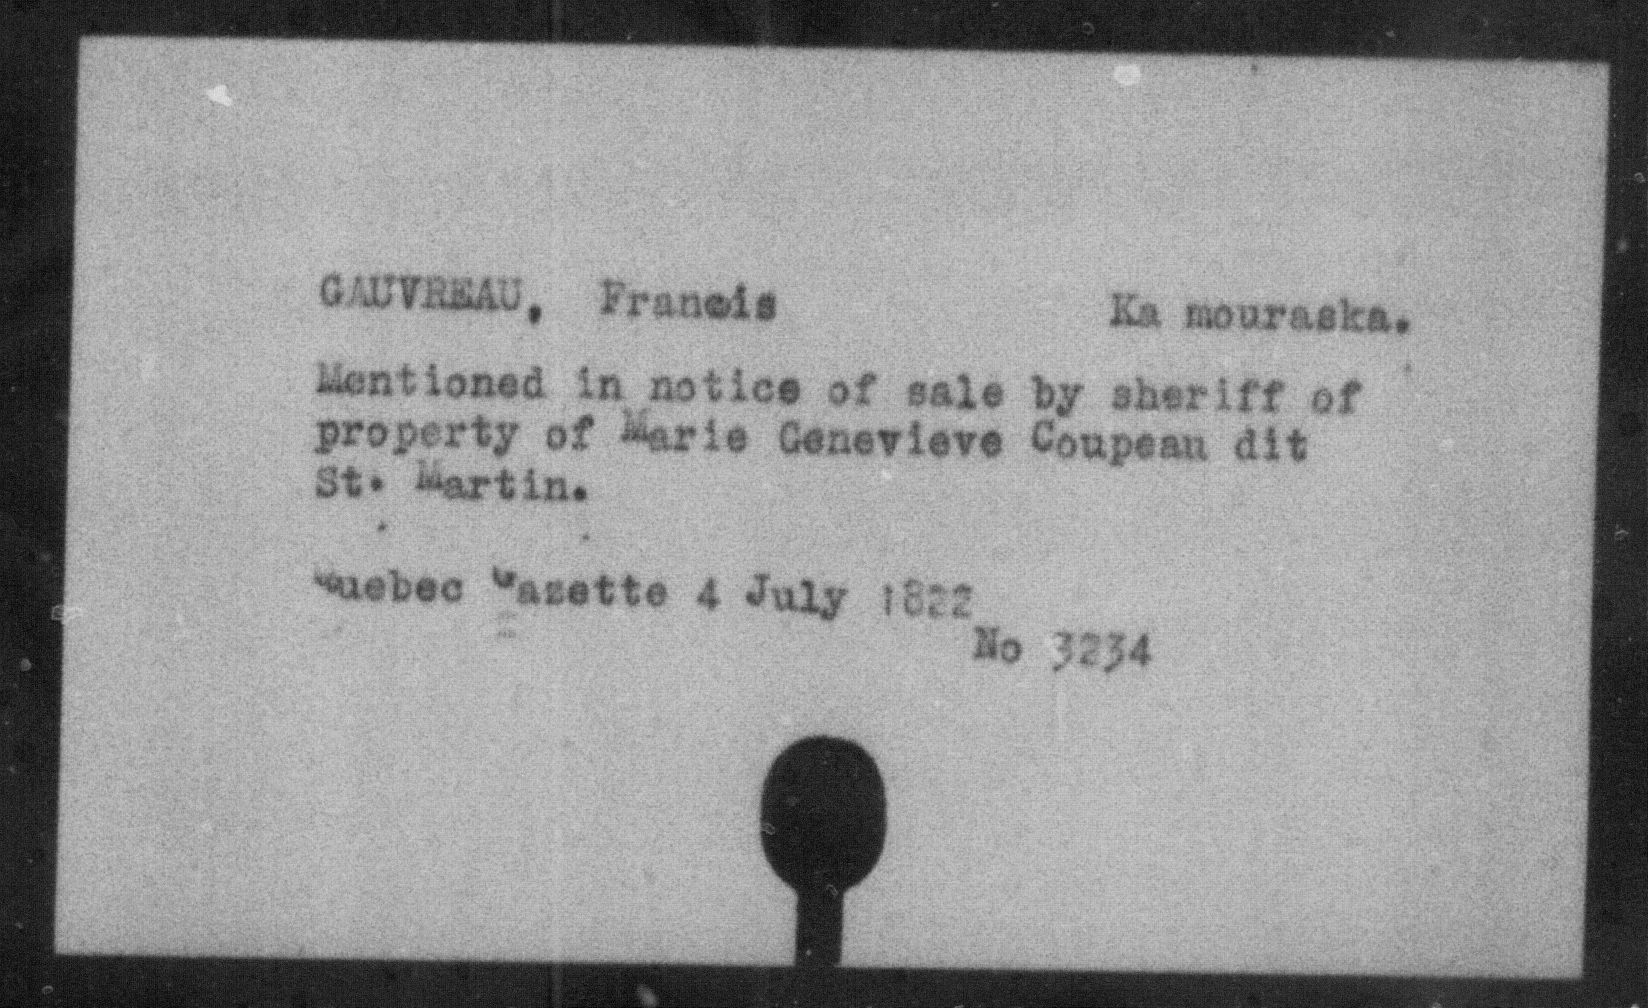 GAUVREAU, Francis Ka mouraska.
Mentioned in notice of sale by sheriff of
property of Marie Genevieve Coupeau dit
St. Martin.
Quebec Gazette 4 July 1822
No 3234